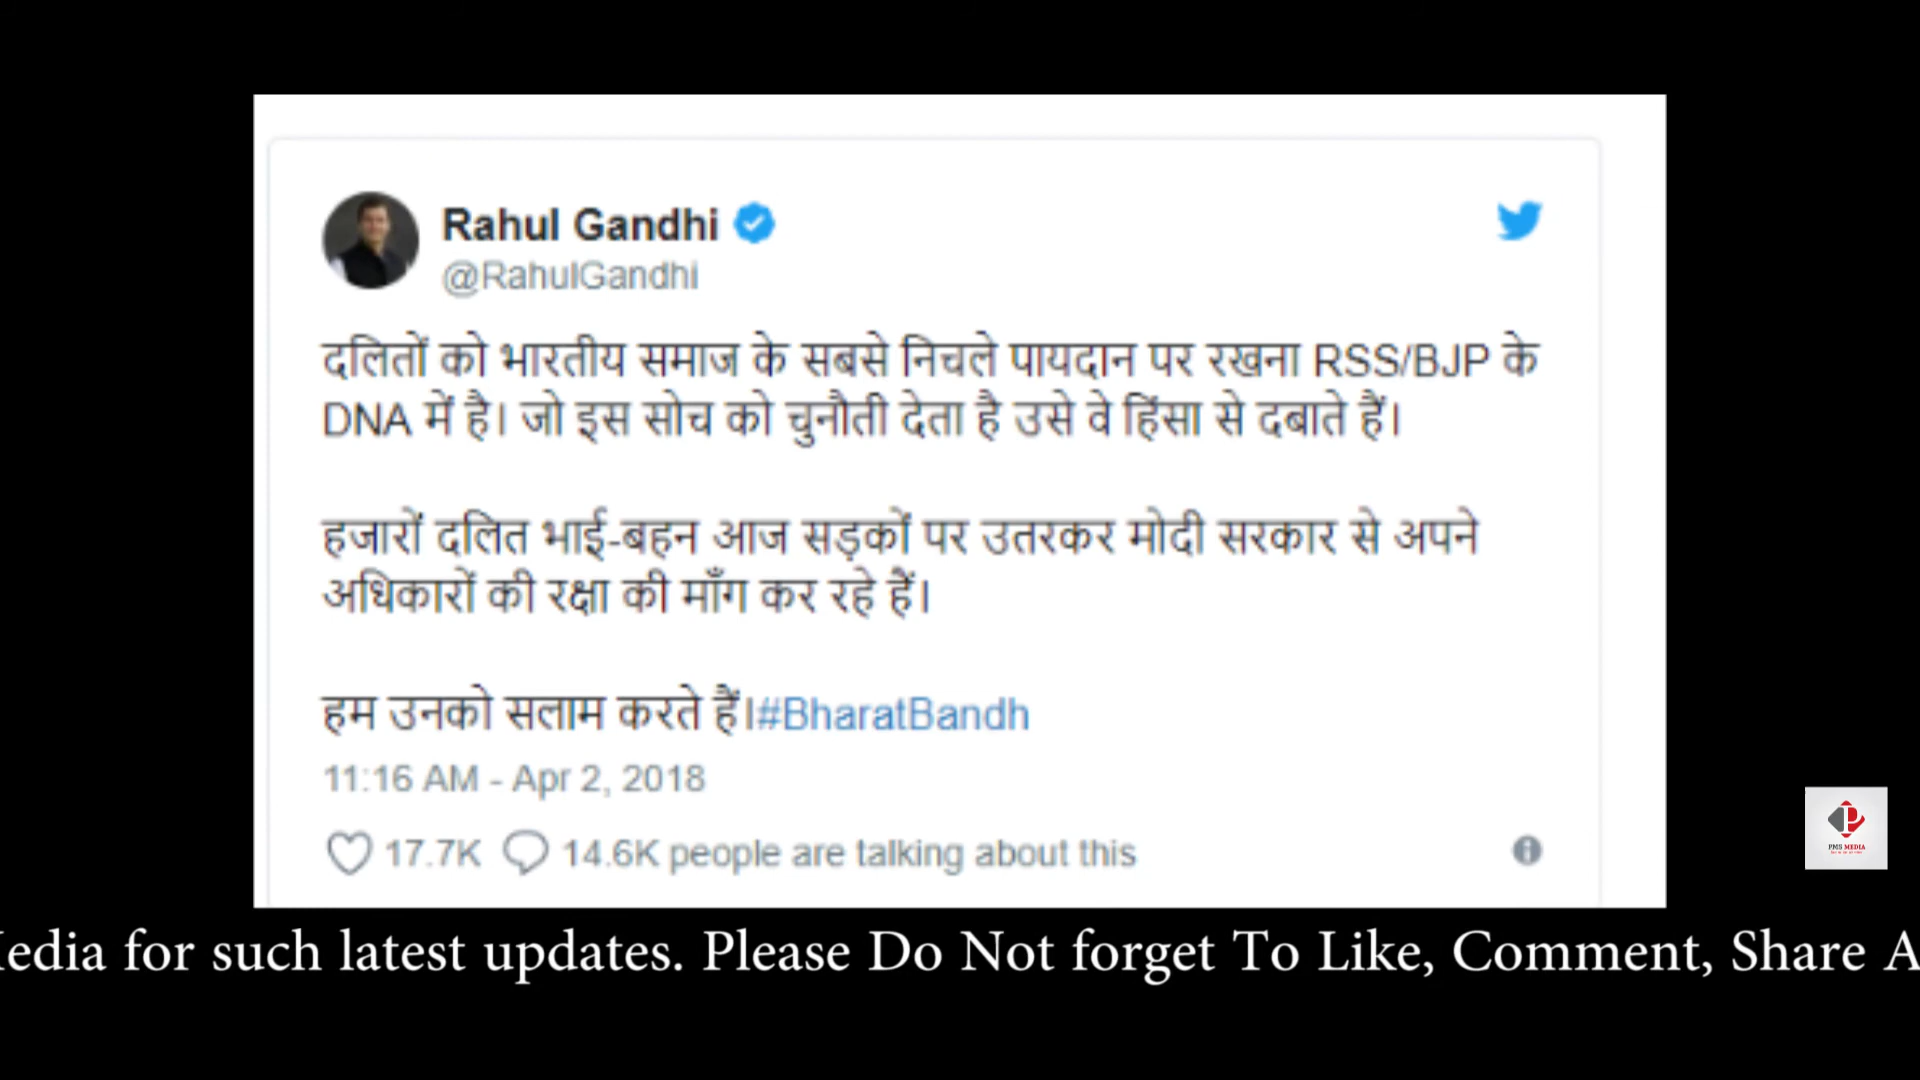 Rahul Gandhi
@RahulGandhi
दलितों को भारतीय समाज के सबसे निचले पायदान पर रखना RSS/BJP के
DNA में है। जो इस सोच को चुनौती देता है उसे वे हिंसा से दबाते हैं।
हजारों दलित भाई-बहन आज सड़कों पर उतरकर मोदी सरकार से अपने
अधिकारों की रक्षा की माँग कर रहे हैं।
हम उनको सलाम करते हैं।#BharatBandh
11:16 AM - Apr 2, 2018
17.7K 14.6K people are talking about this
PMS MEDIA
edia for such latest updates. Please Do Not forget To Like, Comment, Share A